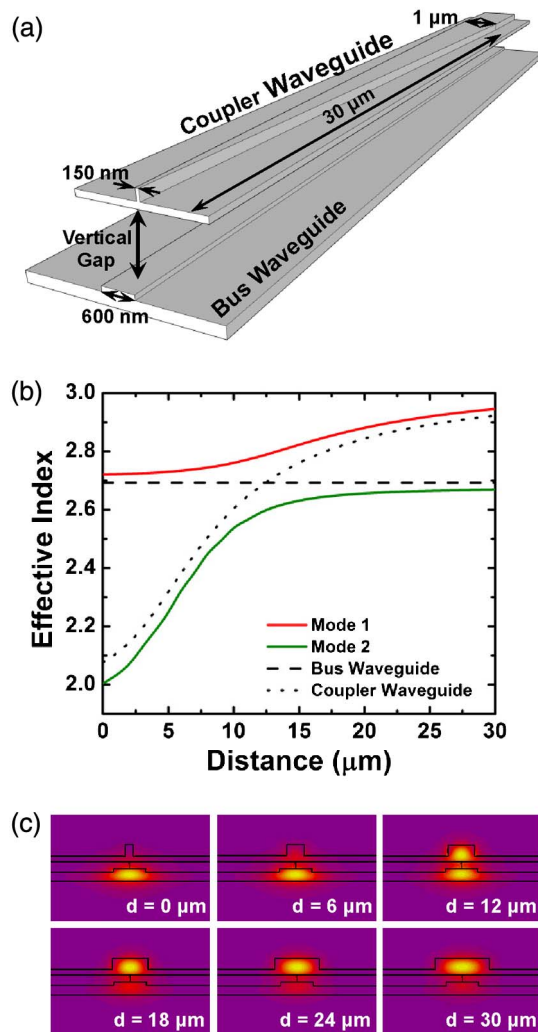 (a)
1 μm
Coupler Waveguide
30 μm
150 nm
Vertical
Gap
Bus Waveguide
600 nm
(b)
3.0
2.8
2.6
2.4
2.2
2.0
Effective Index
Mode 1
Mode 2
Bus Waveguide
Coupler Waveguide
0 5 10 15 20 25 30
Distance (μm)
(c)
d = 0 μm d = 6 μm d = 12 μm
d = 18 μm d = 24 μm d = 30 μm